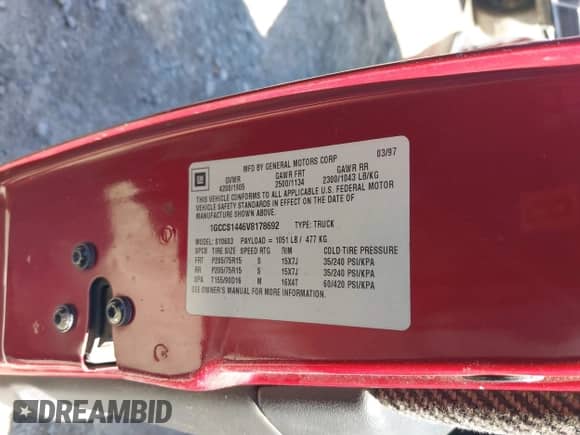 GM
MFD BY GENERAL MOTORS CORP 03/97
GVWR GAWR FRT GAWR RR
4200/1905 2500/1134 2300/1043 LB/KG
THIS VEHICLE CONFORMS TO ALL APPLICABLE U.S. FEDERAL MOTOR
VEHICLE SAFETY STANDARDS IN EFFECT ON THE DATE OF
MANUFACTURE SHOWN ABOVE.
1GCCS1446V8178692 TYPE: TRUCK
MODEL: S10603 PAYLOAD = 1051 LB/ 477 KG
SPCR TIRE SIZE SPEED RTG RIM COLD TIRE PRESSURE
FRT P205/75R15 S 15X7J 35/240 PSI/KPA
RR P205/75R15 S 15X7J 35/240 PSI/KPA
SPA T155/90D16 M 16X4T 60/420 PSI/KPA
SEE OWNER'S MANUAL FOR MORE INFORMATION.
DREAMBID